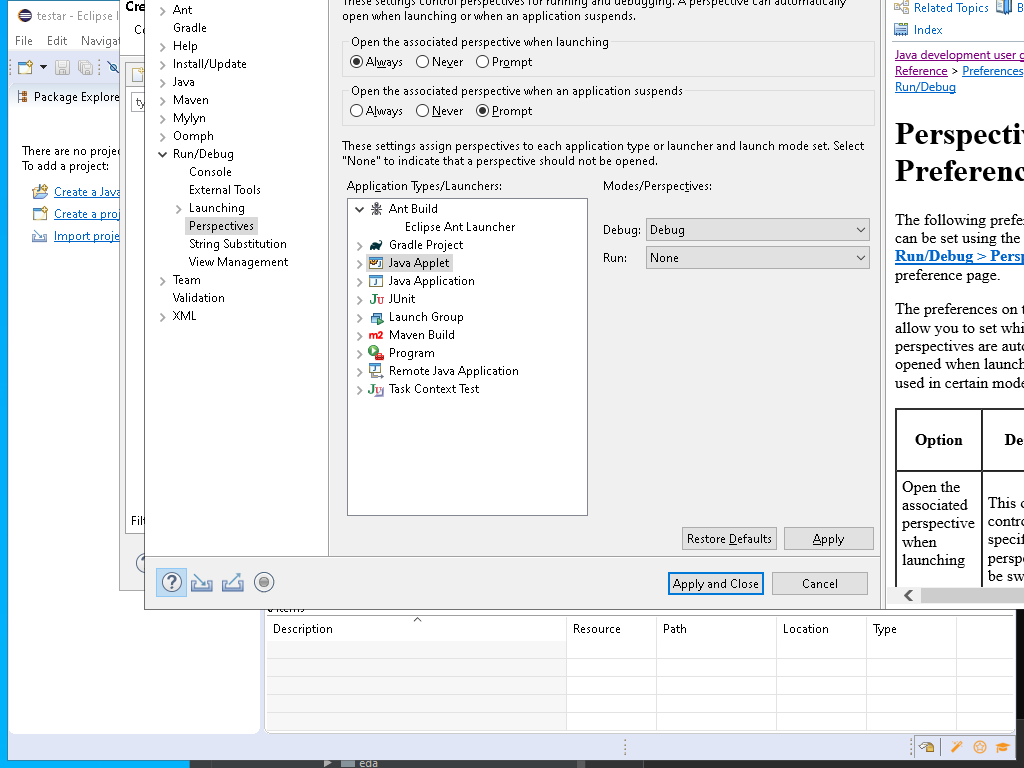 testar - Eclipse I
File Edit Navigat
Package Explore
There are no projec
To add a project:
Create a Java
Create a proj
Import proje
Cre
ty
Filt
Ant
Gradle
Help
Install/Update
Java
Maven
Mylyn
Oomph
Run/Debug
Console
External Tools
Launching
Perspectives
String Substitution
View Management
Team
Validation
XML
These settings control perspectives for running and debugging. A perspective can automatically
open when launching or when an application suspends.
Open the associated perspective when launching
Always Never Prompt
Open the associated perspective when an application suspends
Always Never Prompt
These settings assign perspectives to each application type or launcher and launch mode set. Select
"None" to indicate that a perspective should not be opened.
Application Types/Launchers:
Ant Build
Eclipse Ant Launcher
Gradle Project
Java Applet
Java Application
JUnit
Launch Group
Maven Build
Program
Remote Java Application
Task Context Test
Modes/Perspectives:
Debug: Debug
Run: None
Restore Defaults Apply
Apply and Close Cancel
Related Topics B
Index
Java development user g
Reference > Preferences
Run/Debug
Perspectiv
Preferenc
The following prefer
can be set using the
Run/Debug > Persp
preference page.
The preferences on t
allow you to set whi
perspectives are auto
opened when launch
used in certain mode
Option De
Open the
associated
perspective
when
launching
This o
contro
specif
perspe
be sw
Description Resource Path Location Type
eda